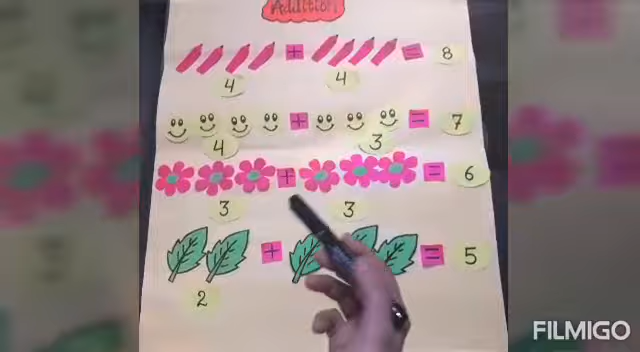 Addition
+ = 8
4 4
+ = 7
4 3
+ = 6
3 3
+ = 5
2
FILMIGO